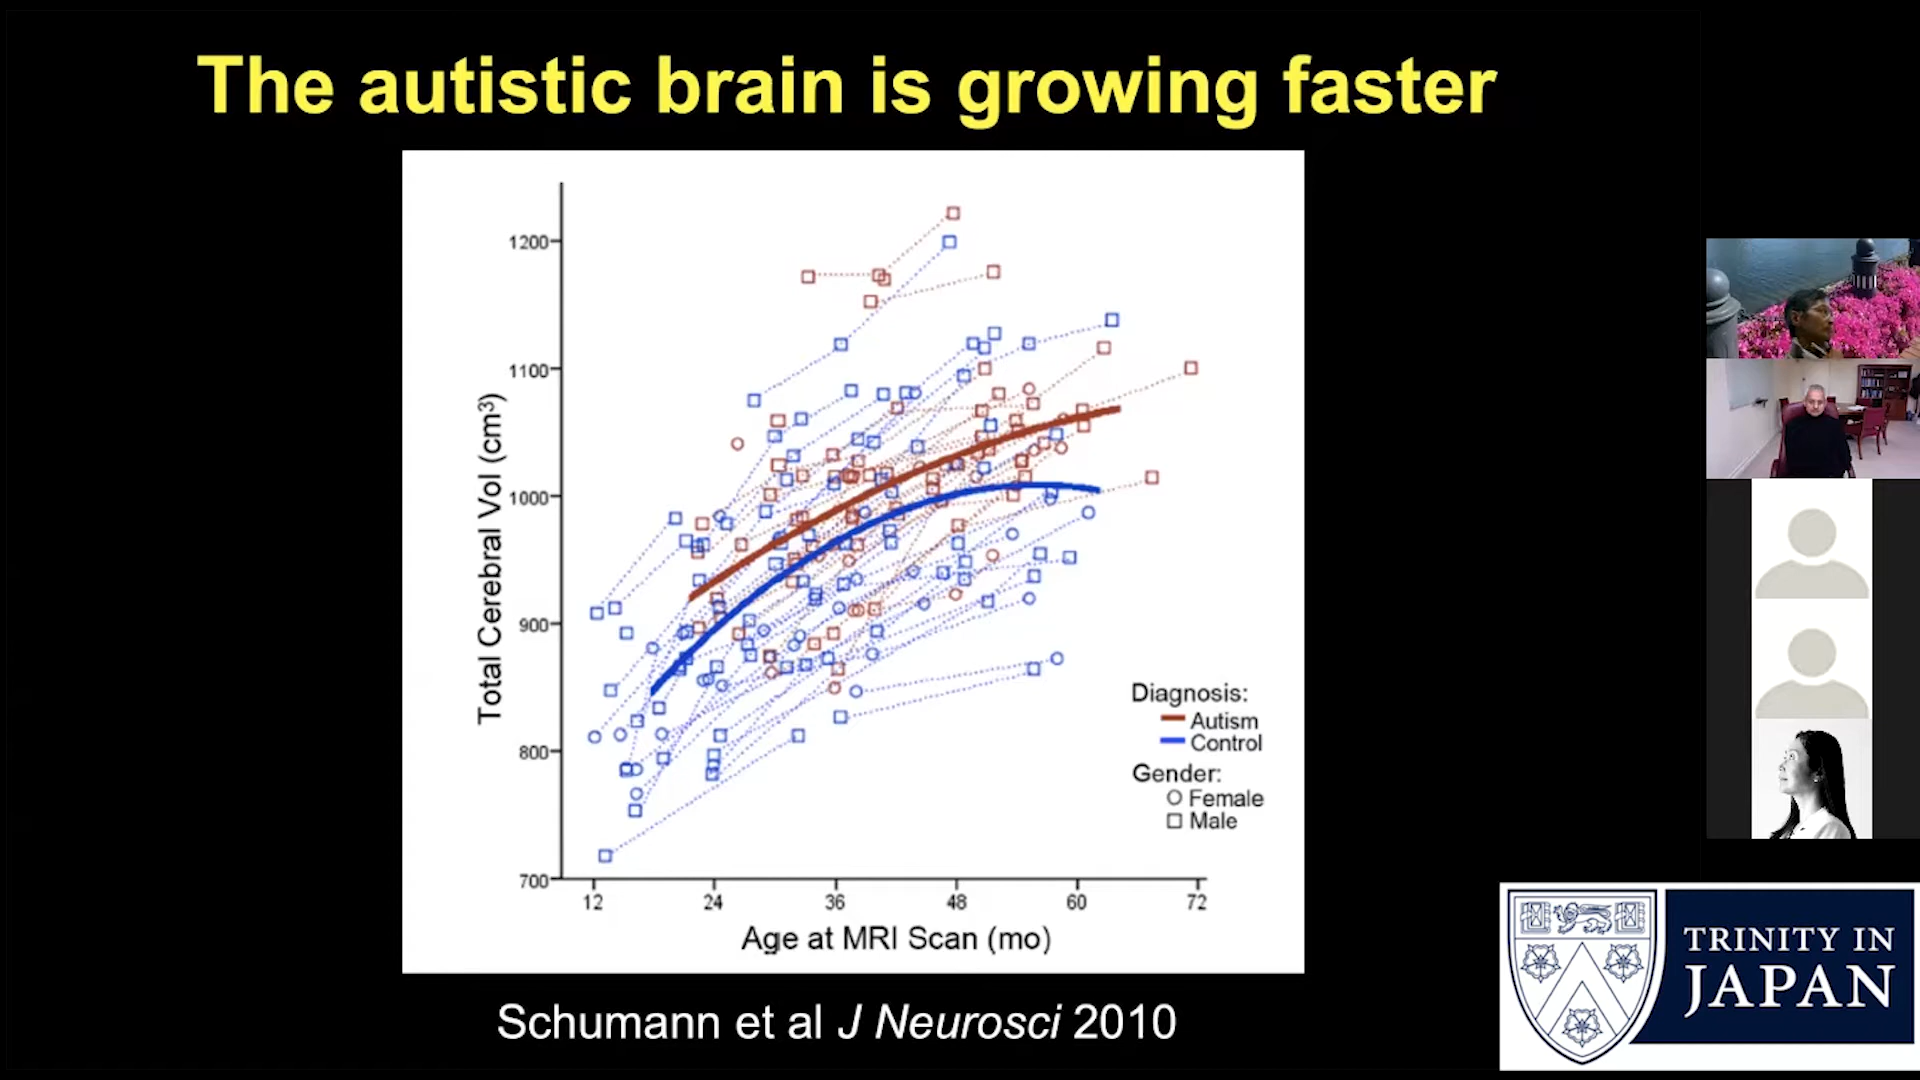 The autistic brain is growing faster
Total Cerebral Vol (cm³)
1200
1100
1000
900
800
700
12 24 36 48 60 72
Age at MRI Scan (mo)
Diagnosis:
Autism
Control
Gender:
Female
Male
Schumann et al J Neurosci 2010
TRINITY IN
JAPAN